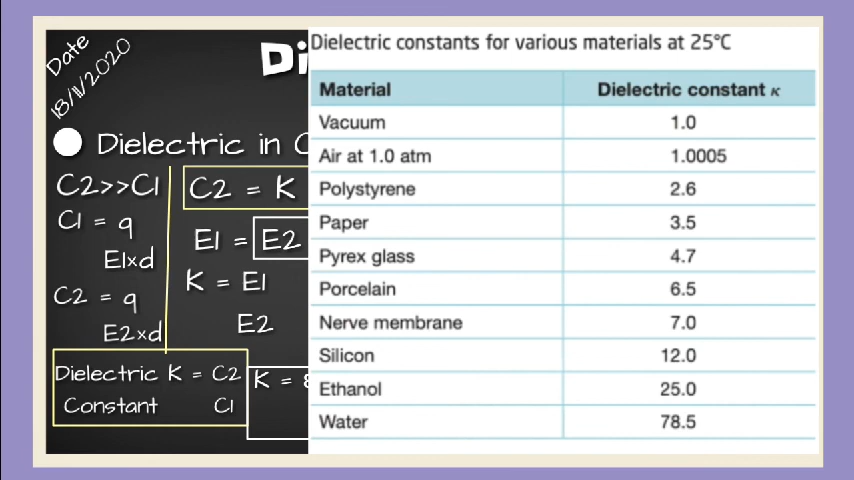 Date
18/11/2020
Di
Dielectric in C
C2>>C1
C1 = q
E1xd
C2 = q
E2xd
Dielectric K = C2
Constant C1
C2 = K
E1 = E2
K = E1
E2
K = 8
Dielectric constants for various materials at 25°C
Material Dielectric constant κ
Vacuum 1.0
Air at 1.0 atm 1.0005
Polystyrene 2.6
Paper 3.5
Pyrex glass 4.7
Porcelain 6.5
Nerve membrane 7.0
Silicon 12.0
Ethanol 25.0
Water 78.5